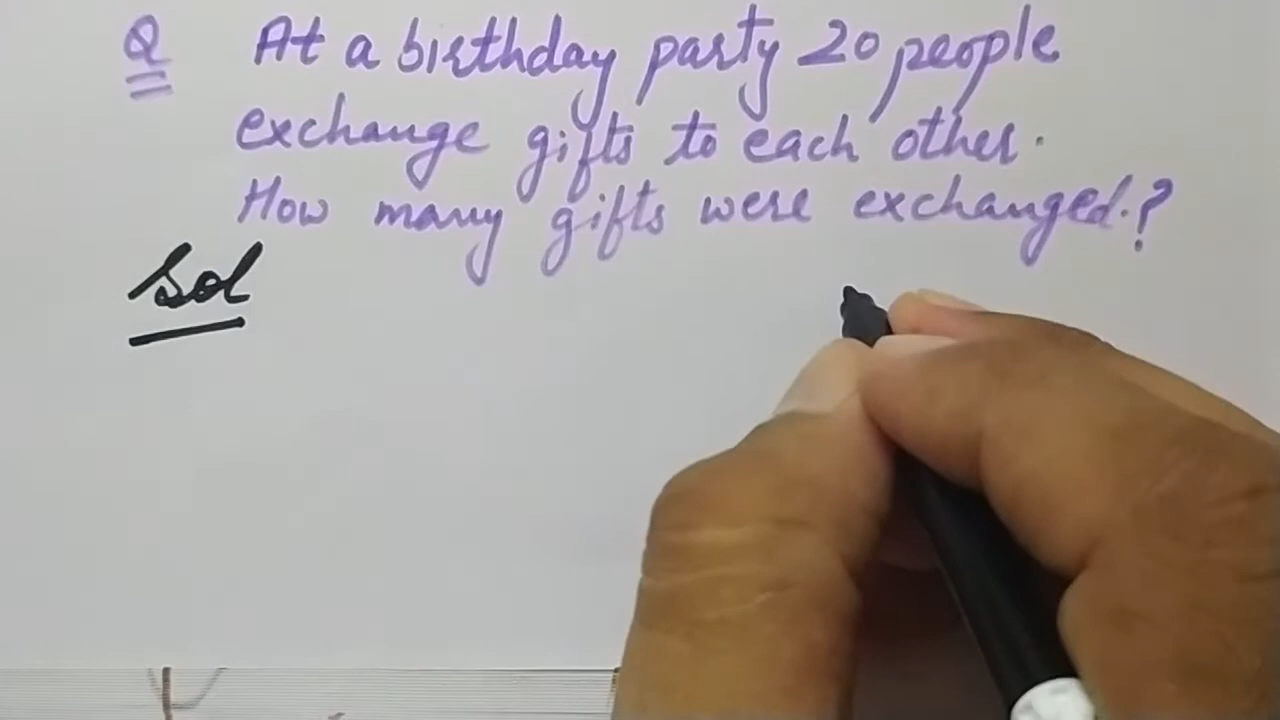 Q At a birthday party 20 people
exchange gifts to each other.
How many gifts were exchanged.?
Sol